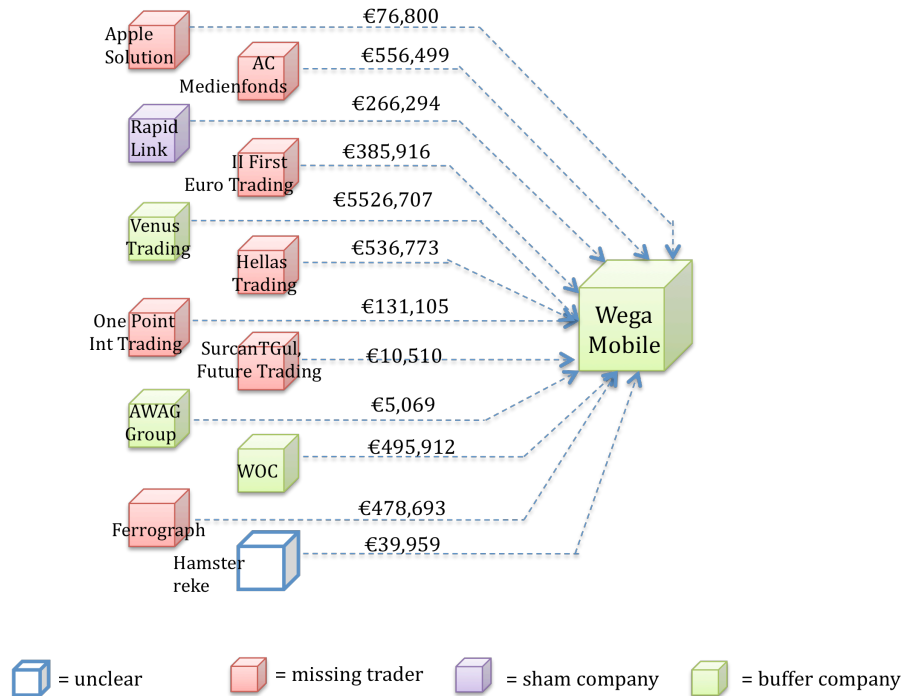 €76,800
Apple
Solution
€556,499
AC
Medienfonds
€266,294
Rapid
Link
€385,916
II First
Euro Trading
€5526,707
Venus
Trading
€536,773
Hellas
Trading
€131,105
One Point
Int Trading
Wega
Mobile
SurcanTGul,
Future Trading
€10,510
€5,069
AWAG
Group
€495,912
WOC
€478,693
Ferrograph
€39,959
Hamster
reke
= unclear
= missing trader
= sham company
= buffer company